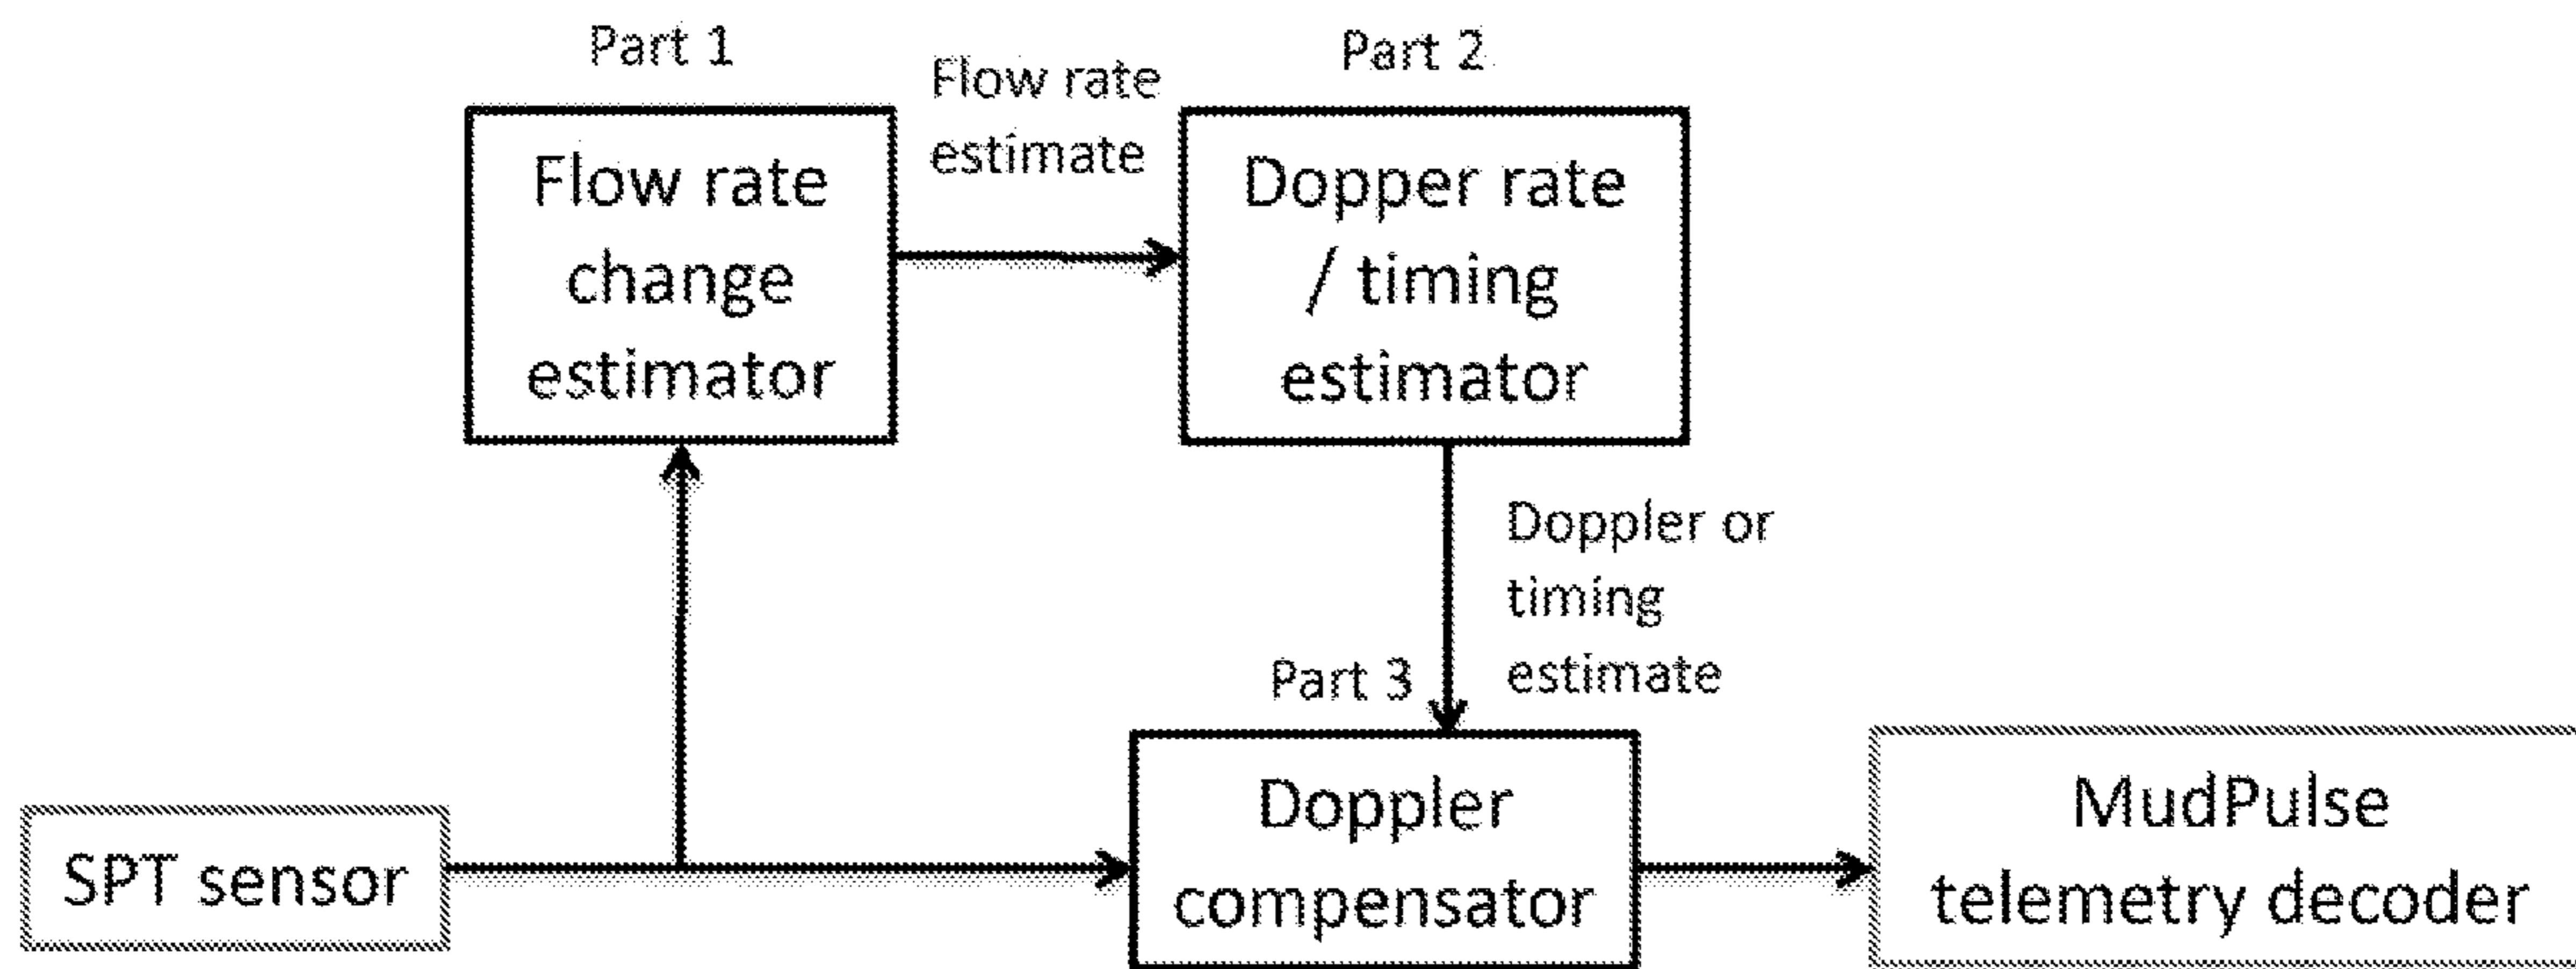 Part 1
Flow rate
estimate
Part 2
Flow rate
change
estimator
Dopper rate
/ timing
estimator
Doppler or
timing
estimate
Part 3
SPT sensor
Doppler
compensator
MudPulse
telemetry decoder